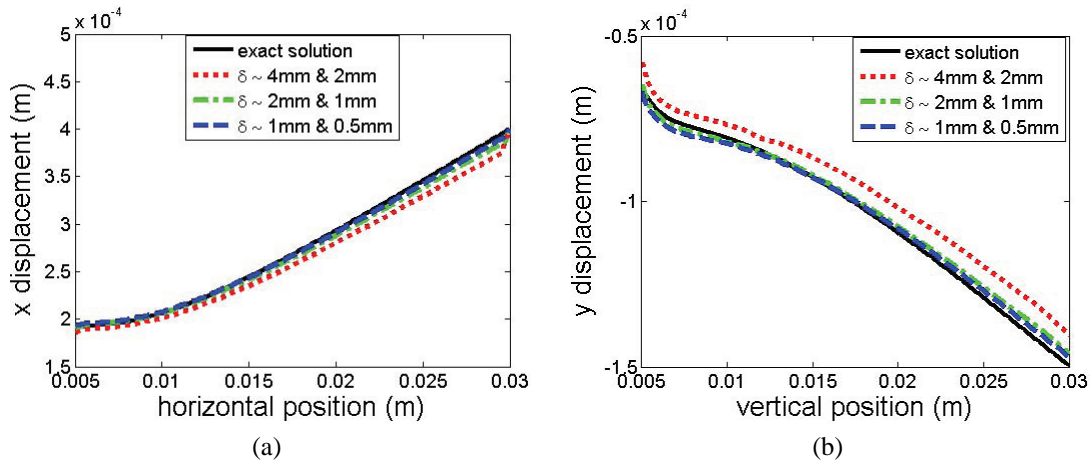 x 10⁻⁴
5
4.5
4
3.5
3
2.5
2
1.5
0.005
0.01
0.015
0.02
0.025
0.03
x displacement (m)
horizontal position (m)
exact solution
δ ~ 4mm & 2mm
δ ~ 2mm & 1mm
δ ~ 1mm & 0.5mm
(a)
x 10⁻⁴
-0.5
-1
-1.5
0.005
0.01
0.015
0.02
0.025
0.03
y displacement (m)
vertical position (m)
exact solution
δ ~ 4mm & 2mm
δ ~ 2mm & 1mm
δ ~ 1mm & 0.5mm
(b)